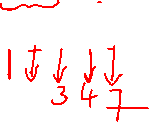 1 ↓ ↓ ↓ ↓
3 4 7